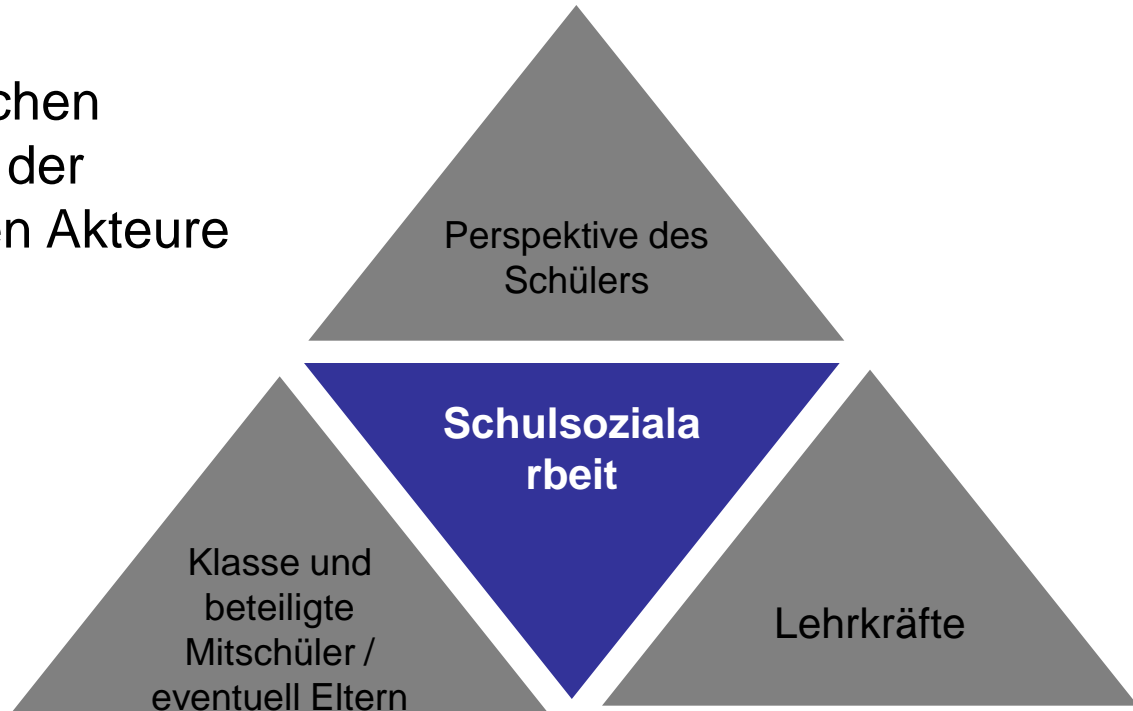 chen
der
n Akteure
Perspektive des
Schülers
Schulsoziala
rbeit
Klasse und
beteiligte
Mitschüler /
eventuell Eltern
Lehrkräfte